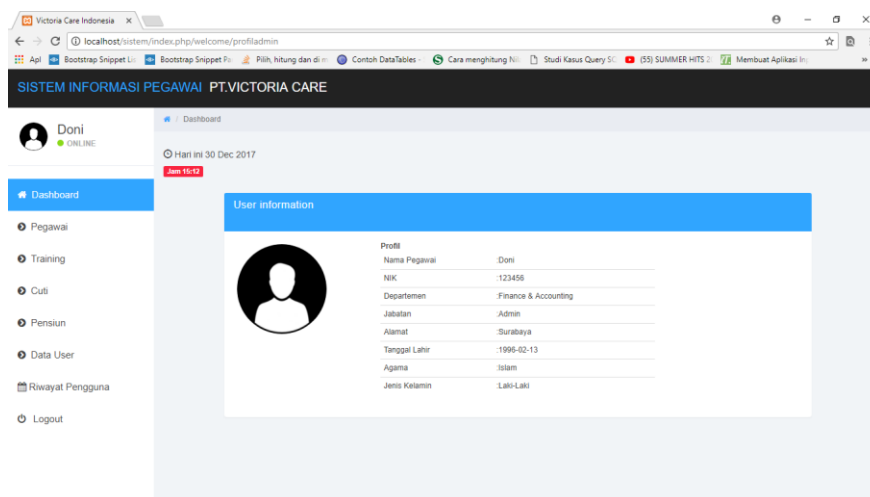 Victoria Care Indonesia
localhost/sistem/index.php/welcome/profiladmin
Apl Bootstrap Snippet Li Bootstrap Snippet Pa Pilih, hitung dan di Contoh DataTables - Cara menghitung Studi Kasus Query (55) SUMMER HITS Membuat Aplikasi »
SISTEM INFORMASI PEGAWAI PT.VICTORIA CARE
Doni
ONLINE
/ Dashboard
Hari ini 30 Dec 2017
Jam 15:12
Dashboard
Pegawai
Training
Cuti
Pensiun
Data User
Riwayat Pengguna
Logout
User information
Profil
Nama Pegawai :Doni
NIK :123456
Departemen :Finance & Accounting
Jabatan :Admin
Alamat :Surabaya
Tanggal Lahir :1996-02-13
Agama :Islam
Jenis Kelamin :Laki-Laki